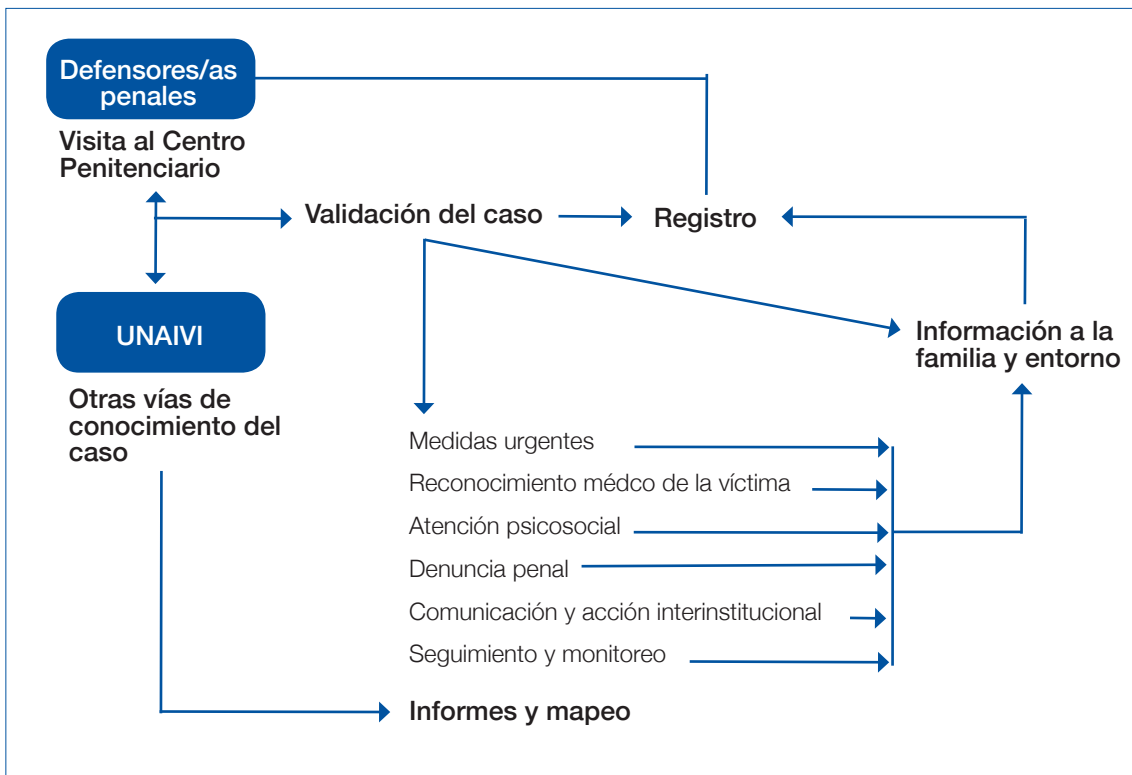 Defensores/as
penales
Visita al Centro
Penitenciario
Validación del caso
Registro
UNAIVI
Información a la
familia y entorno
Otras vías de
conocimiento del
caso
Medidas urgentes
Reconocimiento médco de la víctima
Atención psicosocial
Denuncia penal
Comunicación y acción interinstitucional
Seguimiento y monitoreo
Informes y mapeo